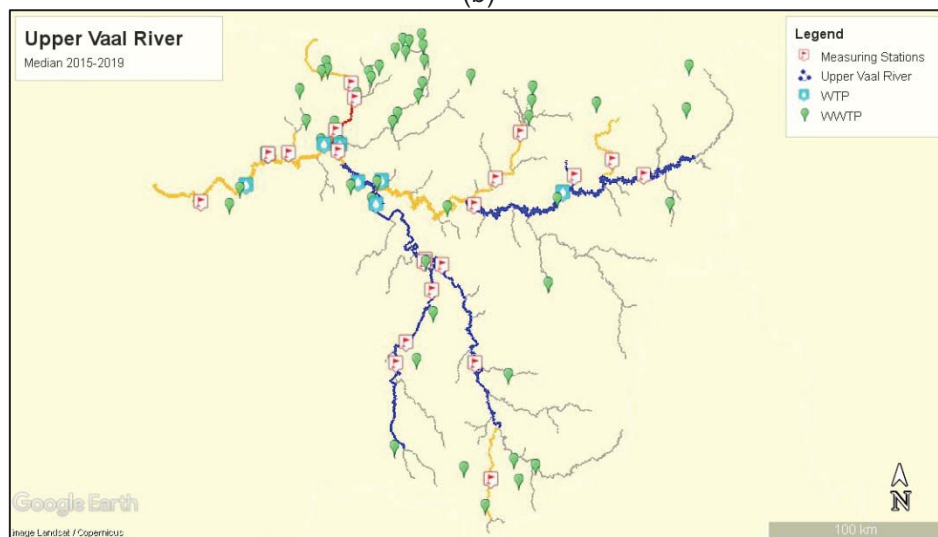 (b)
Upper Vaal River
Median 2015-2019
Legend
Measuring Stations
Upper Vaal River
WTP
WWTP
N
Google Earth
Image Landsat / Copernicus
100 km